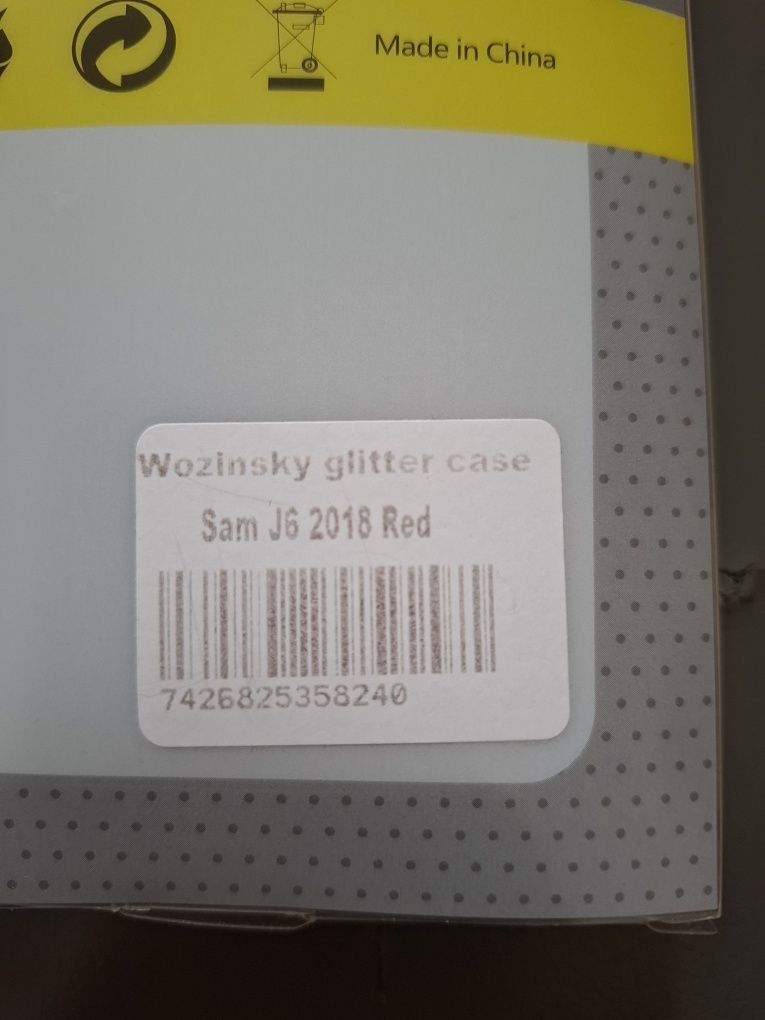 Made in China
Wozinsky glitter case
Sam J6 2018 Red
7426825358240